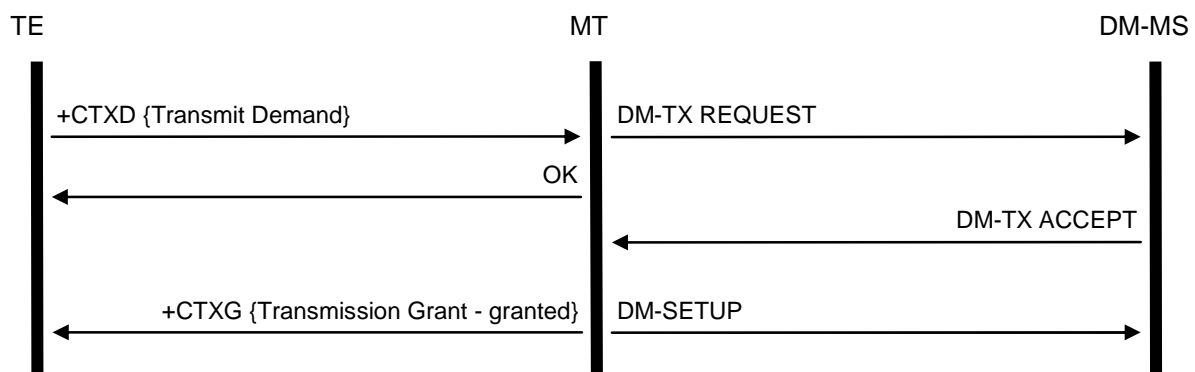 TE
MT
DM-MS
+CTXD {Transmit Demand}
DM-TX REQUEST
OK
DM-TX ACCEPT
+CTXG {Transmission Grant - granted}
DM-SETUP